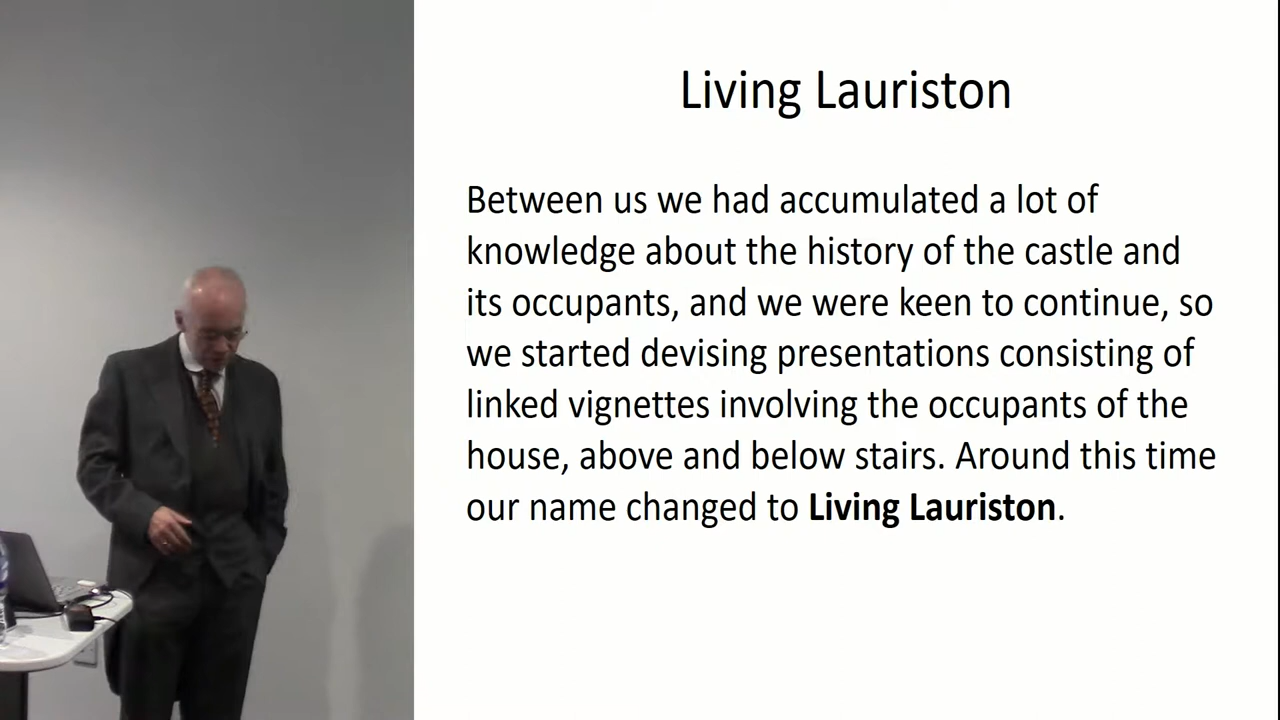 Living Lauriston
Between us we had accumulated a lot of
knowledge about the history of the castle and
its occupants, and we were keen to continue, so
we started devising presentations consisting of
linked vignettes involving the occupants of the
house, above and below stairs. Around this time
our name changed to Living Lauriston.